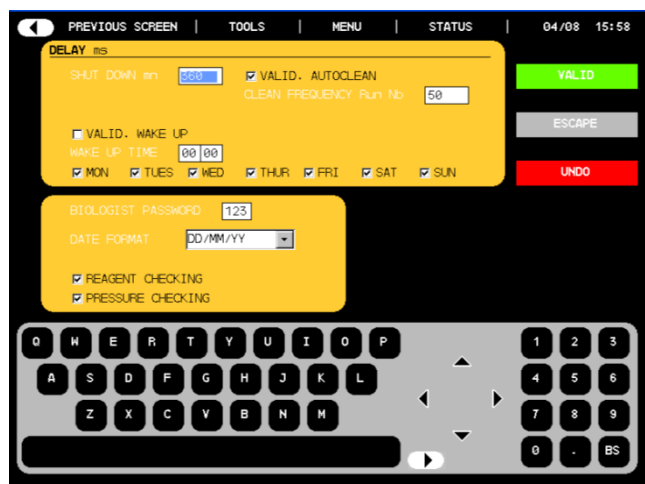 PREVIOUS SCREEN | TOOLS | MENU | STATUS | 04/08 15:58
DELAY ms
SHUT DOWN mn 360 VALID. AUTOCLEAN
CLEAN FREQUENCY Run Nb 50
VALID. WAKE UP
WAKE UP TIME 00 00
MON TUES WED THUR FRI SAT SUN
VALID
ESCAPE
UNDO
BIOLOGIST PASSWORD 123
DATE FORMAT DD/MM/YY
REAGENT CHECKING
PRESSURE CHECKING
Q W E R T Y U I O P
A S D F G H J K L
Z X C V B N M
1 2 3
4 5 6
7 8 9
0 . BS